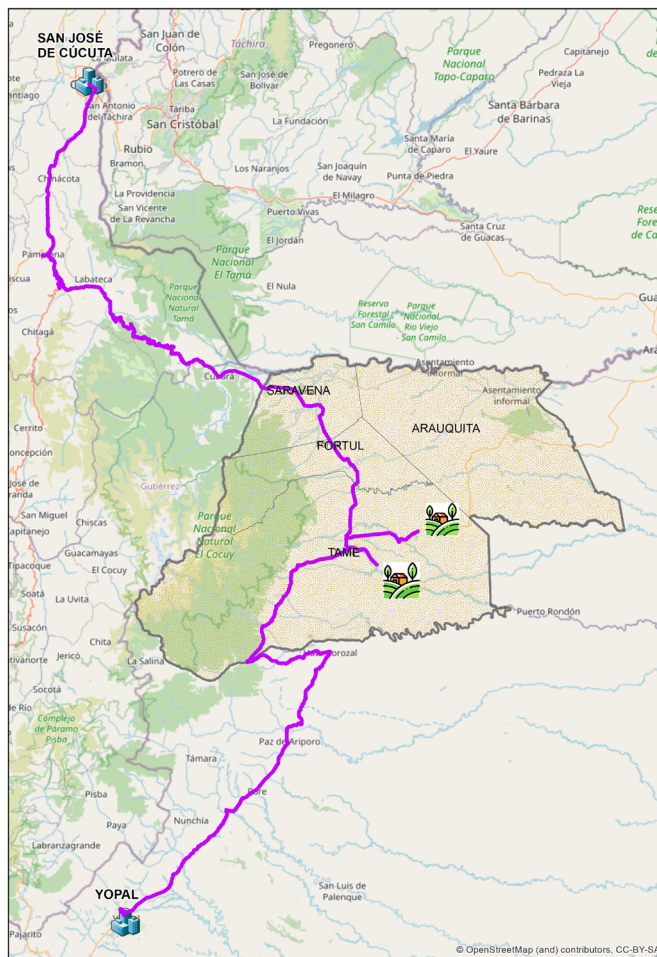 SAN JOSÉ
DE CÚCUTA
San Juan de
Colón
Táchira
Pregonero
Capitanejo
Parque
Nacional
Tapo-Caparo
Pedraza La
Vieja
Potrero de
Las Casas
San José de
Bolívar
San Antonio
del Táchira
Táriba
San Cristóbal
La Fundación
Santa Bárbara
de Barinas
Santa María
de Caparo
El Yaure
Rubio
Bramon
Los Naranjos
San Joaquín
de Navay
Punta de Piedra
Chinácota
La Providencia
San Vicente
de La Revancha
El Milagro
Puerto Vivas
Santa Cruz
de Guacas
El Jordán
Parque
Nacional
El Tamá
Labateca
Parque
Nacional
Natural
Tamá
El Nula
Reserva
Forestal
San Camilo
Parque
Nacional
Rio Viejo
- San Camilo
Chitagá
Asentamiento
informal
SARAVENA
Asentamiento
informal
ARAUQUITA
FORTUL
Cerrito
Gutiérrez
San Miguel
Chiscas
Parque
Nacional
Natural
El Cocuy
Guacamayas
El Cocuy
TAME
Soatá
La Uvita
Susacón
Chita
La Salina
Jericó
Puerto Rondón
Socotá
Complejo
de Páramo
Pisba
Paz de Ariporo
Támara
Pisba
Pore
Paya
Nunchía
Labranzagrande
YOPAL
San Luis de
Palenque
Pajarito
© OpenStreetMap (and) contributors, CC-BY-SA